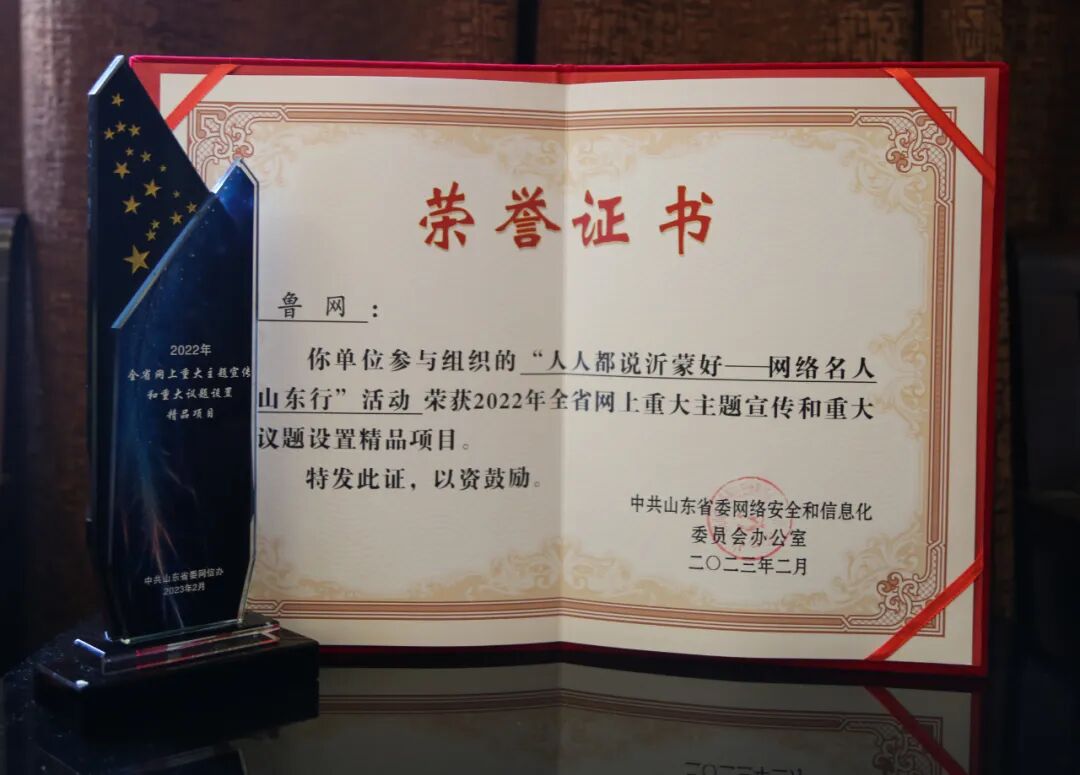 2022年
全省网上重大主题宣传
和重大议题设置
精品项目
中共山东省委网信办
2023年2月
荣誉证书
鲁网：
你单位参与组织的“人人都说沂蒙好——网络名人
山东行”活动 荣获2022年全省网上重大主题宣传和重大
议题设置精品项目。
特发此证，以资鼓励。
中共山东省委网络安全和信息化
委员会办公室
二〇二三年二月